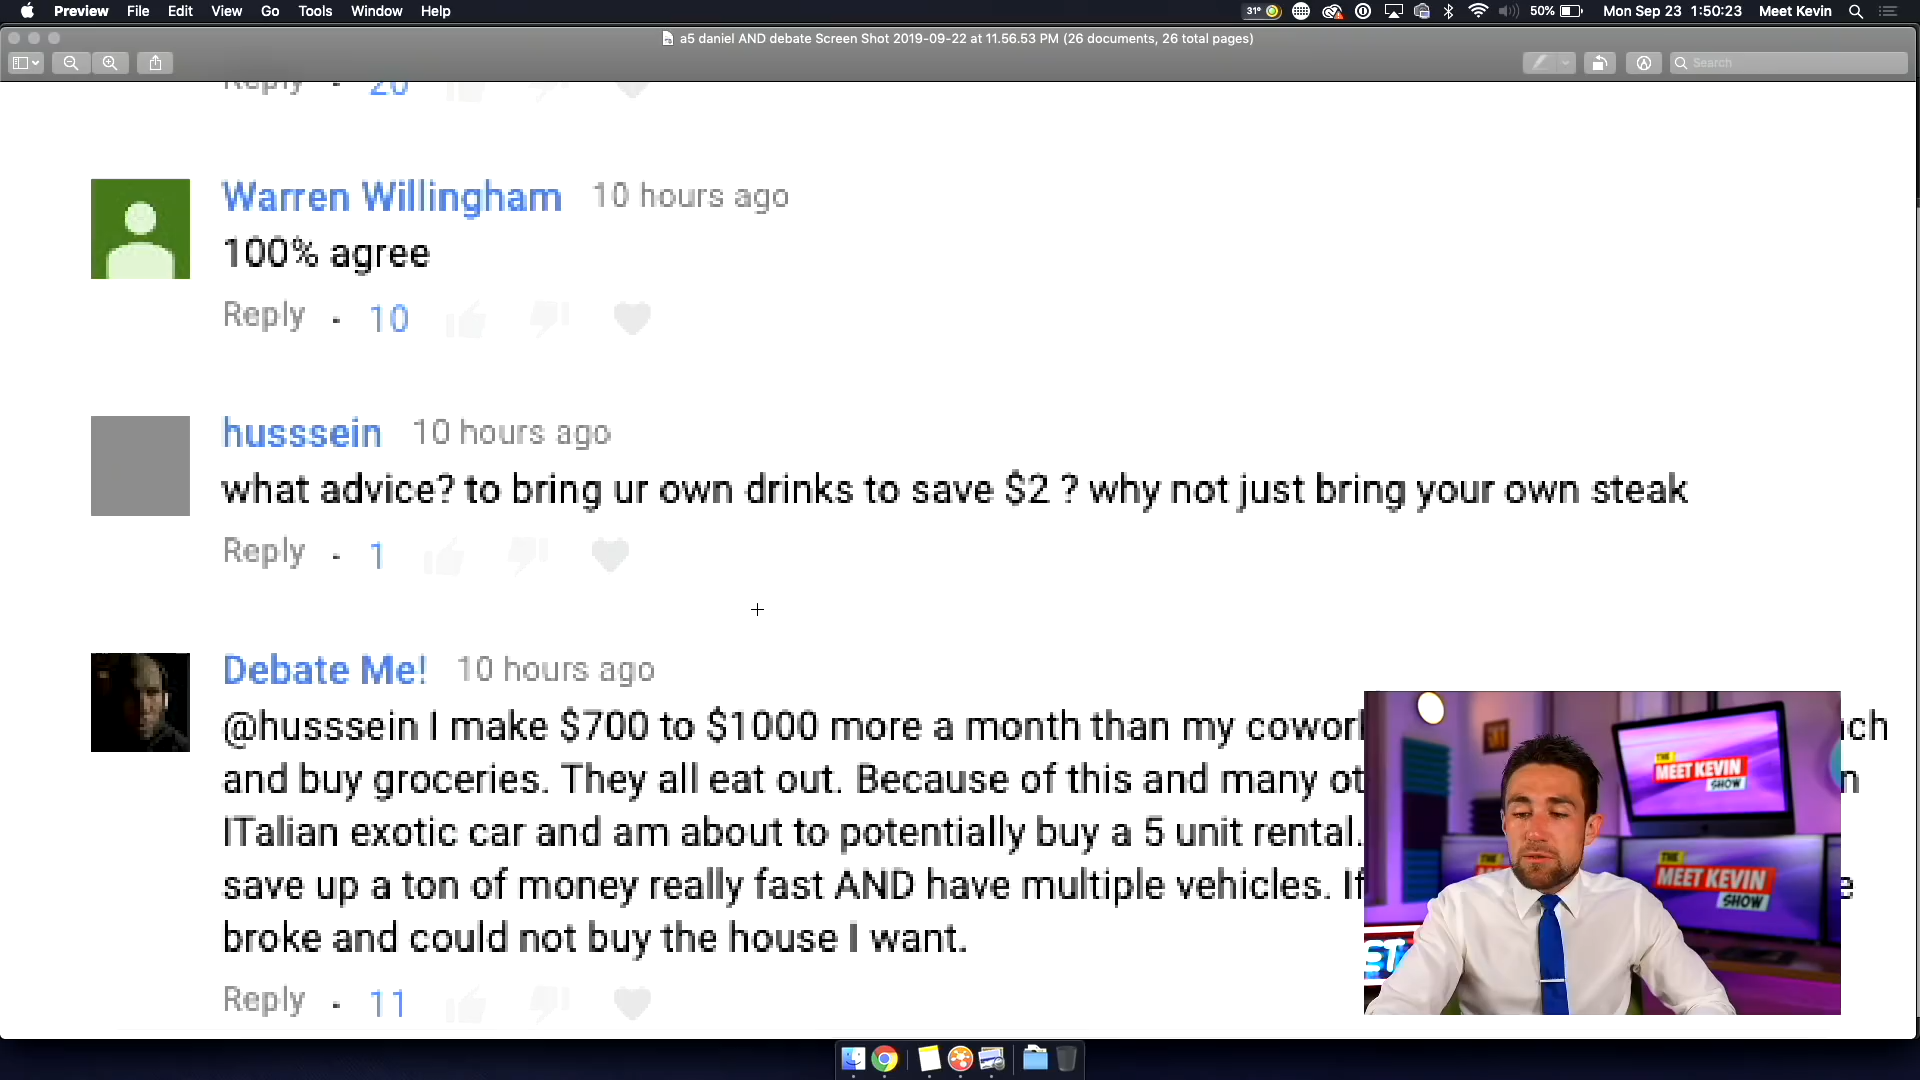 Preview File Edit View Go Tools Window Help 31° 50% Mon Sep 23 1:50:23 Meet Kevin
a5 daniel AND debate Screen Shot 2019-09-22 at 11.56.53 PM (26 documents, 26 total pages)
Search
Reply · 20
Warren Willingham 10 hours ago
100% agree
Reply · 10
husssein 10 hours ago
what advice? to bring ur own drinks to save $2 ? why not just bring your own steak
Reply · 1
Debate Me! 10 hours ago
@husssein I make $700 to $1000 more a month than my
and buy groceries. They all eat out. Because of this and many
ITalian exotic car and am about to potentially buy a 5 unit rental.
save up a ton of money really fast AND have multiple vehicles. If
broke and could not buy the house I want.
Reply · 11
THE
MEET KEVIN
SHOW
THE
THE
MEET KEVIN
SHOW